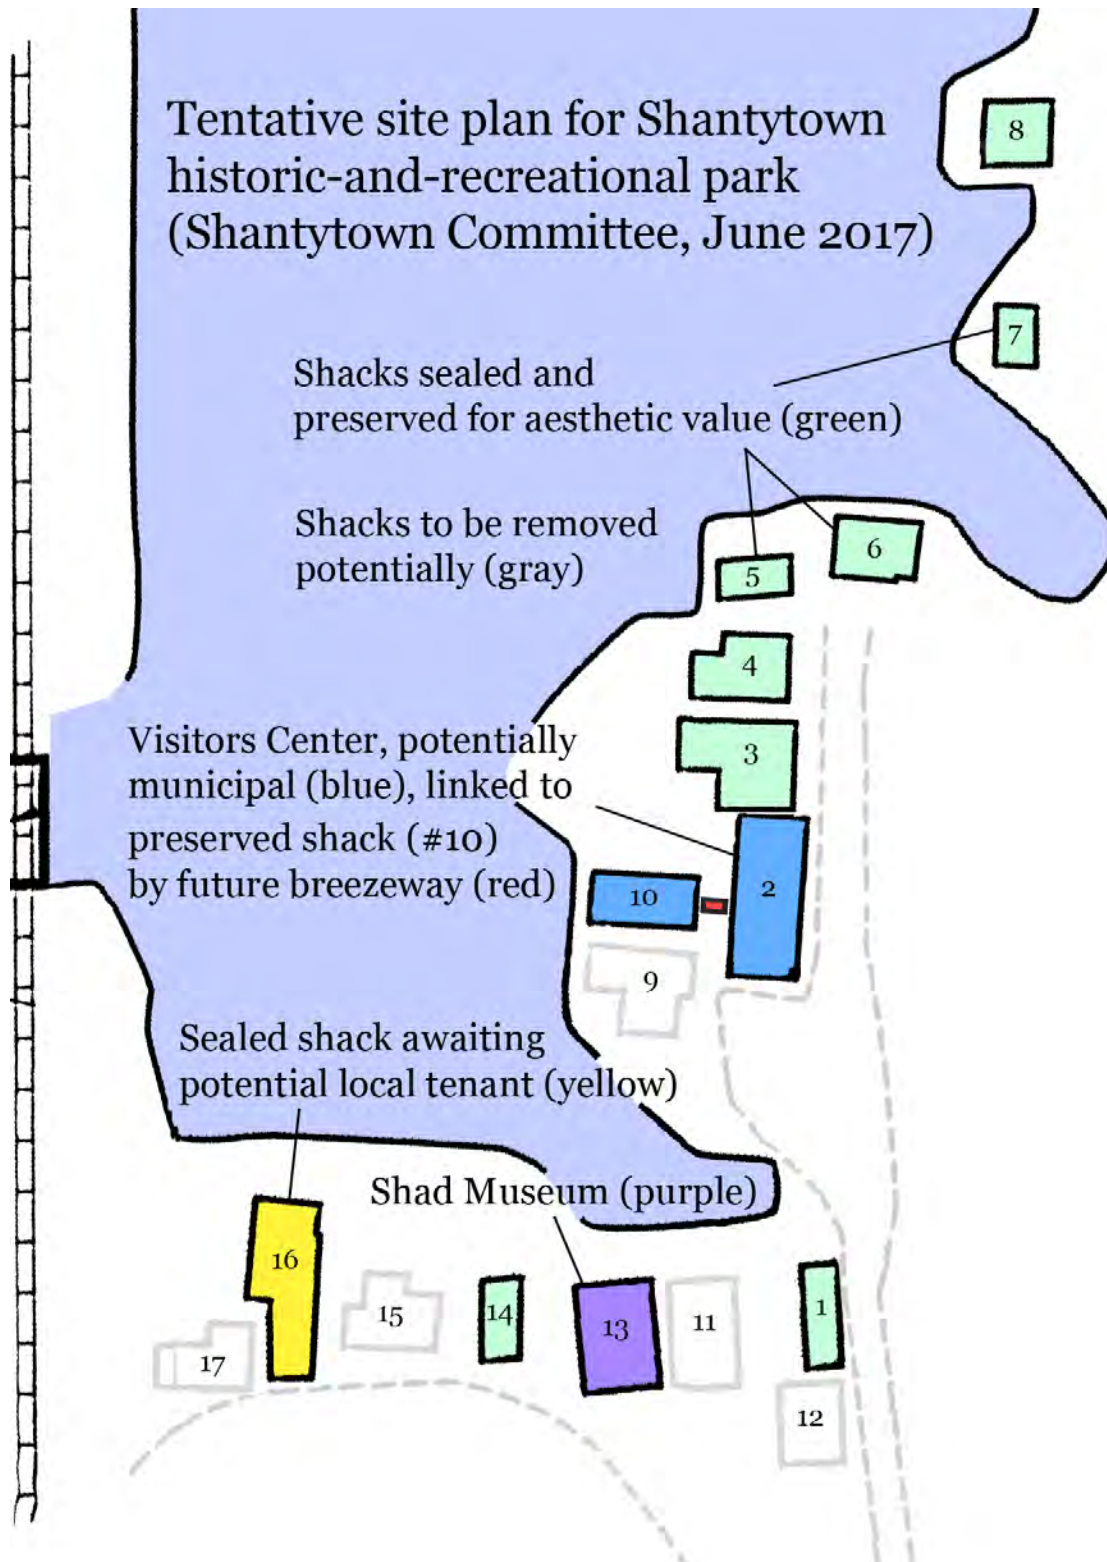 Tentative site plan for Shantytown
historic-and-recreational park
(Shantytown Committee, June 2017)
8
7
Shacks sealed and
preserved for aesthetic value (green)
Shacks to be removed
potentially (gray)
6
5
4
3
Visitors Center, potentially
municipal (blue), linked to
preserved shack (#10)
by future breezeway (red)
2
10
9
Sealed shack awaiting
potential local tenant (yellow)
Shad Museum (purple)
16
15
14
13
11
1
17
12